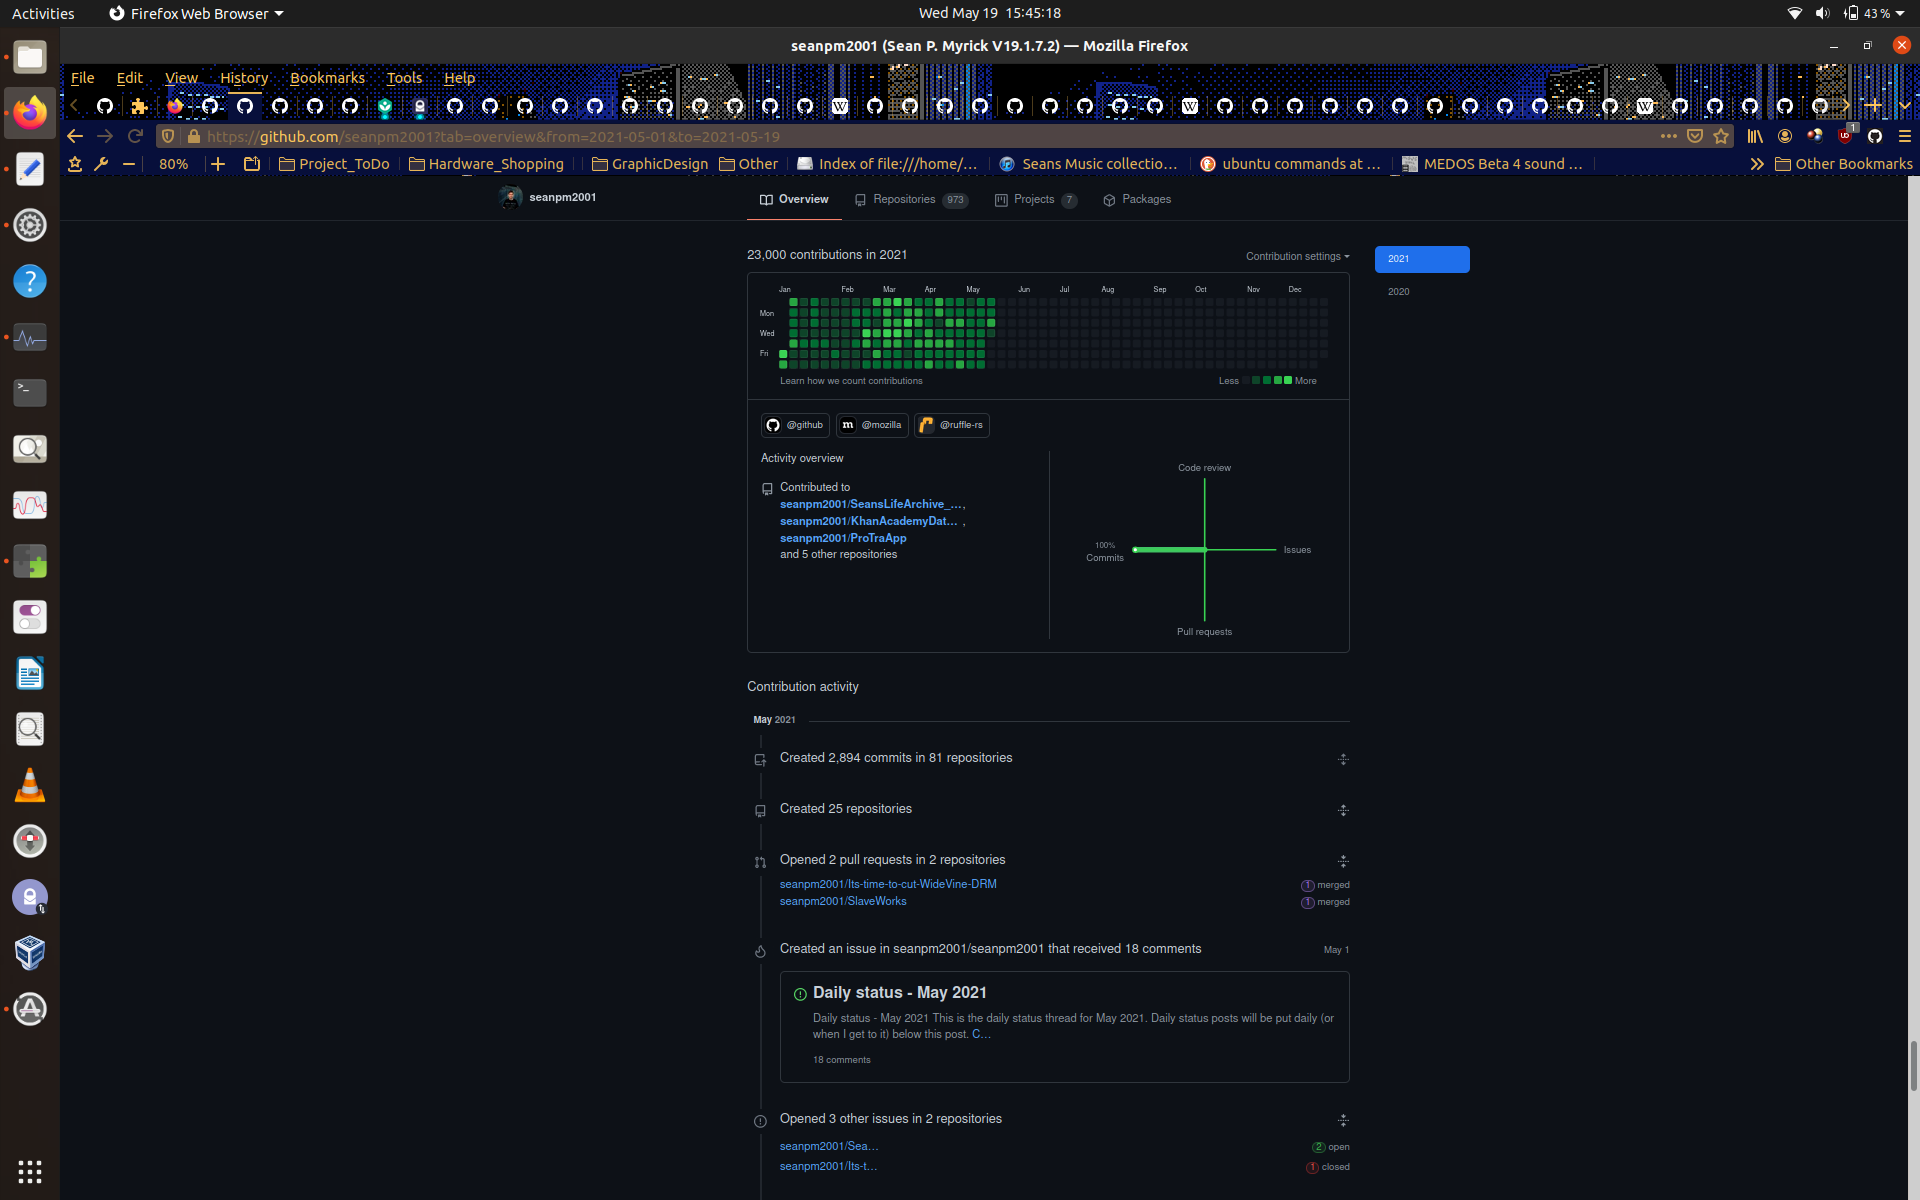 Activities Firefox Web Browser Wed May 19 15:45:18 43 %
seanpm2001 (Sean P. Myrick V19.1.7.2) — Mozilla Firefox
File Edit View History Bookmarks Tools Help
https://github.com/seanpm2001?tab=overview&from=2021-05-01&to=2021-05-19 1
80% Project_ToDo Hardware_Shopping GraphicDesign Other Index of file:///home/… Seans Music collectio… ubuntu commands at … MEDOS Beta 4 sound … Other Bookmarks
seanpm2001 Overview Repositories 973 Projects 7 Packages
23,000 contributions in 2021 Contribution settings 2021
2020
Jan Feb Mar Apr May Jun Jul Aug Sep Oct Nov Dec
Mon
Wed
Fri
Learn how we count contributions Less More
@github m @mozilla @ruffle-rs
Activity overview
Contributed to
seanpm2001/SeansLifeArchive_… ,
seanpm2001/KhanAcademyDat… ,
seanpm2001/ProTraApp
and 5 other repositories
Code review
100%
Commits
Issues
Pull requests
Contribution activity
May 2021
Created 2,894 commits in 81 repositories
Created 25 repositories
Opened 2 pull requests in 2 repositories
seanpm2001/Its-time-to-cut-WideVine-DRM 1 merged
seanpm2001/SlaveWorks 1 merged
Created an issue in seanpm2001/seanpm2001 that received 18 comments May 1
Daily status - May 2021
Daily status - May 2021 This is the daily status thread for May 2021. Daily status posts will be put daily (or
when I get to it) below this post. C…
18 comments
Opened 3 other issues in 2 repositories
seanpm2001/Sea… 2 open
seanpm2001/Its-t… 1 closed